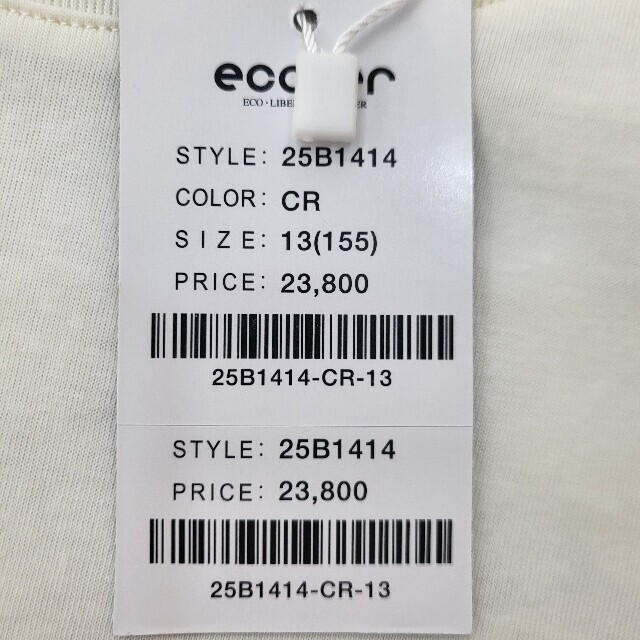 ECO
STYLE: 25B1414
COLOR: CR
SIZE: 13(155)
PRICE: 23,800
25B1414-CR-13
STYLE: 25B1414
PRICE: 23,800
25B1414-CR-13